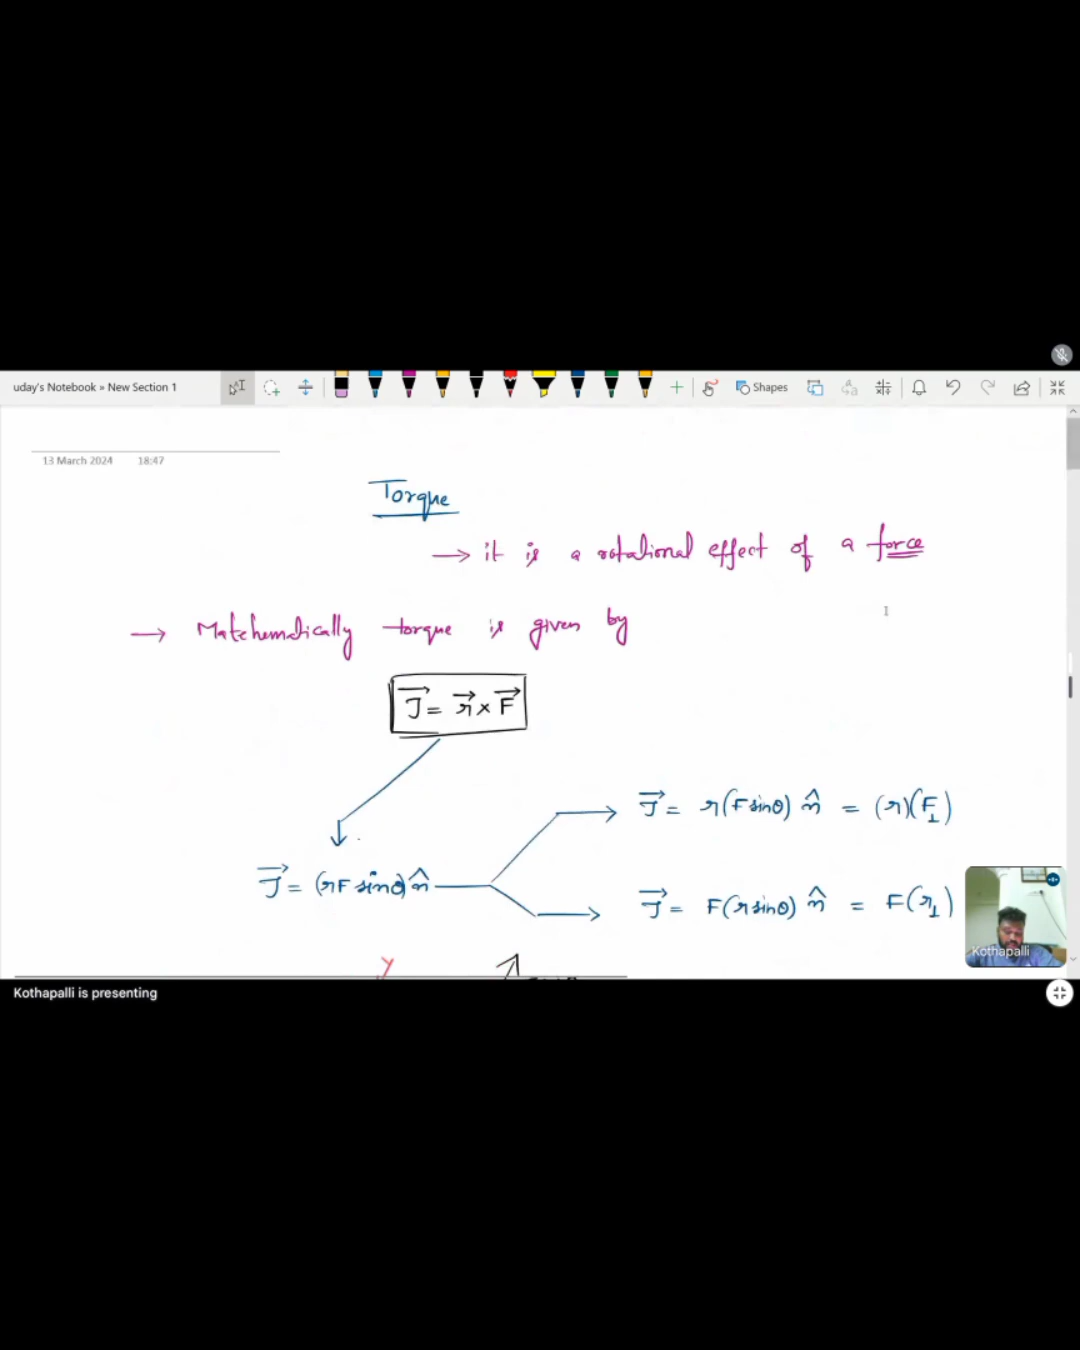 uday's Notebook » New Section 1
Shapes
13 March 2024 18:47
Torque
→ it is a rotational effect of a force
→ Mathematically torque is given by
τ⃗ = r⃗ × F⃗
τ⃗ = r(F sinθ) n̂ = (r)(F⊥)
τ⃗ = (rF sinθ) n̂
τ⃗ = F(r sinθ) n̂ = F(r⊥)
Kothapalli
Y
Kothapalli is presenting